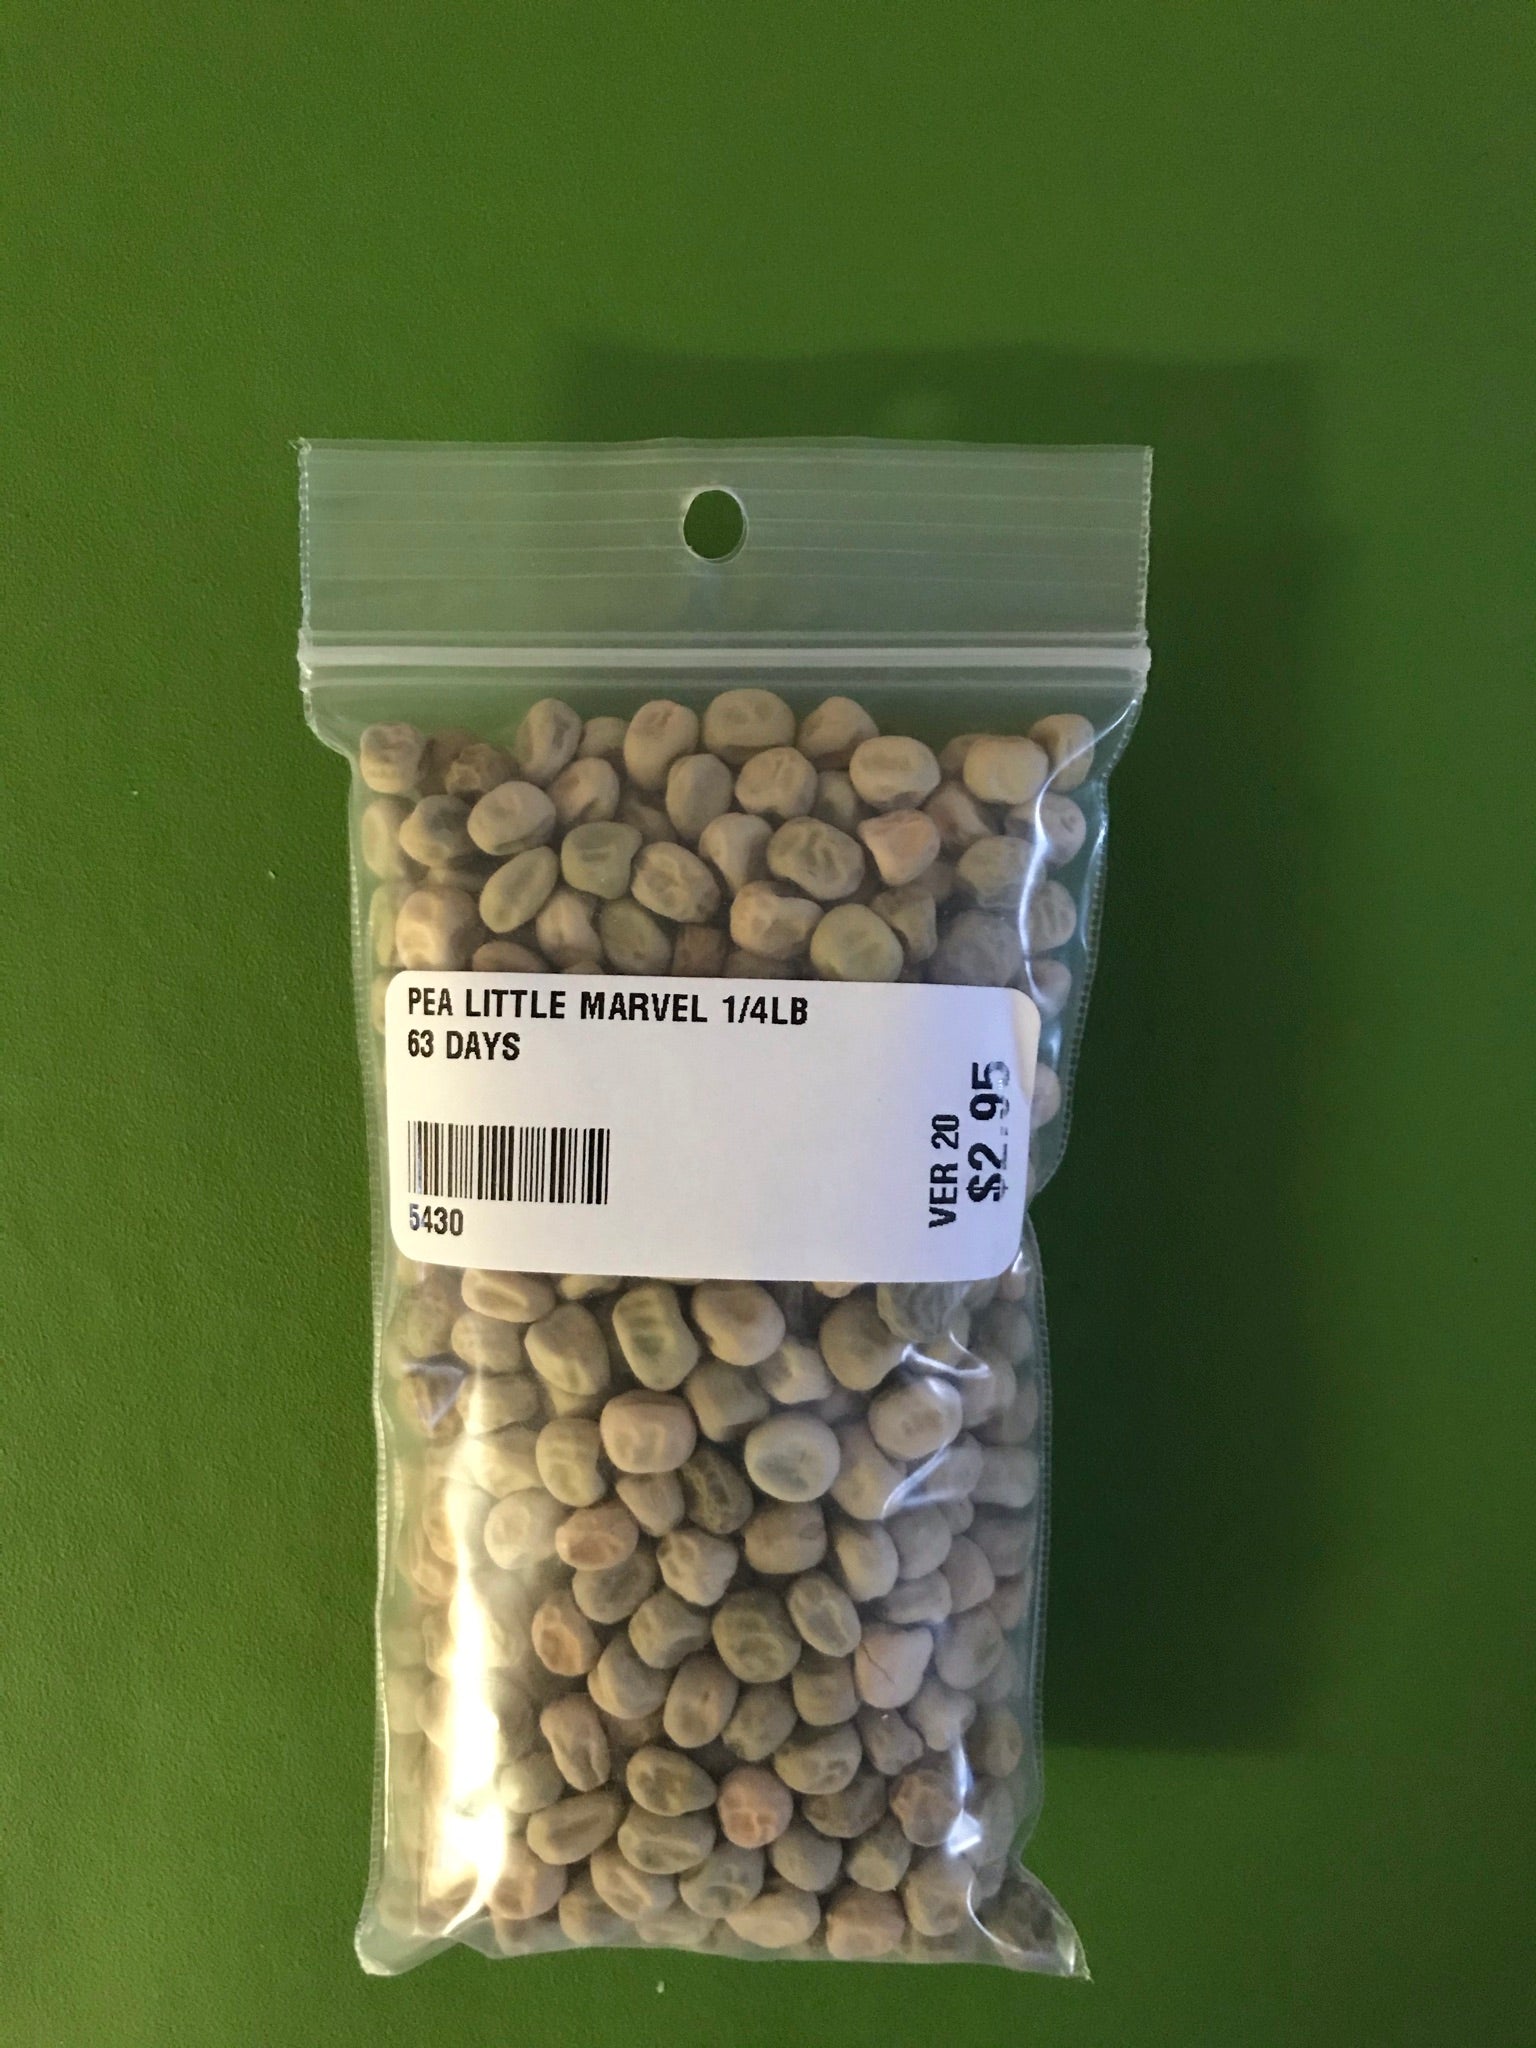 PEA LITTLE MARVEL 1/4LB
63 DAYS
5430
VER 20
$2.95